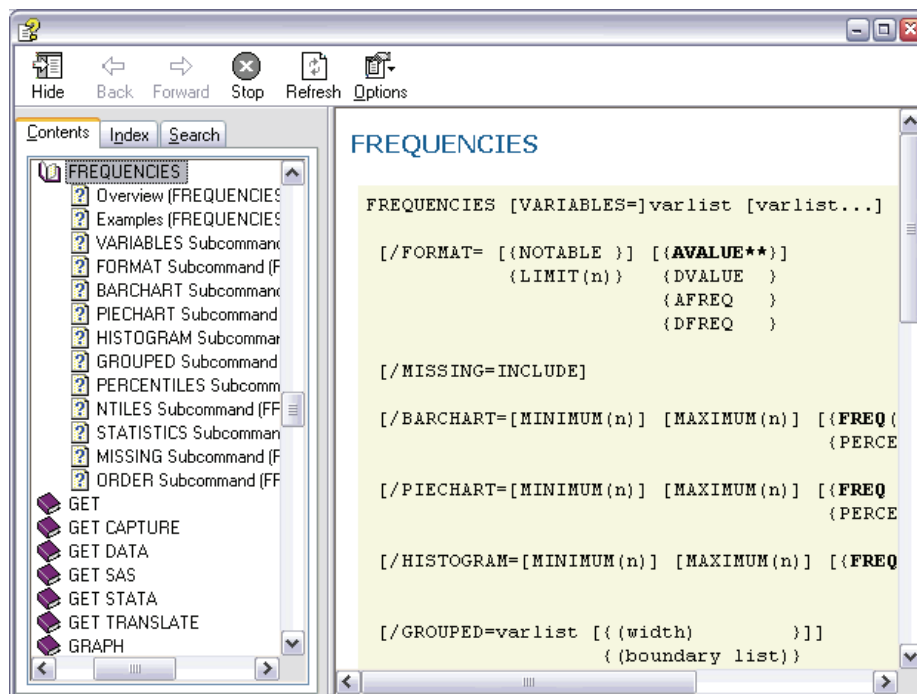 Hide Back Forward Stop Refresh Options
Contents Index Search
FREQUENCIES
Overview (FREQUENCIES
Examples (FREQUENCIES
VARIABLES Subcommand
FORMAT Subcommand (F
BARCHART Subcommand
PIECHART Subcommand
HISTOGRAM Subcomman
GROUPED Subcommand
PERCENTILES Subcomm
NTILES Subcommand (FF
STATISTICS Subcomman
MISSING Subcommand (F
ORDER Subcommand (FF
GET
GET CAPTURE
GET DATA
GET SAS
GET STATA
GET TRANSLATE
GRAPH
FREQUENCIES
FREQUENCIES [VARIABLES=]varlist [varlist...]
[/FORMAT= [{NOTABLE }] [{AVALUE**}]
{LIMIT(n)} {DVALUE }
{AFREQ }
{DFREQ }
[/MISSING=INCLUDE]
[/BARCHART=[MINIMUM(n)] [MAXIMUM(n)] [{FREQ(
{PERCE
[/PIECHART=[MINIMUM(n)] [MAXIMUM(n)] [{FREQ
{PERCE
[/HISTOGRAM=[MINIMUM(n)] [MAXIMUM(n)] [{FREQ
[/GROUPED=varlist [{(width) }]]
{(boundary list)}